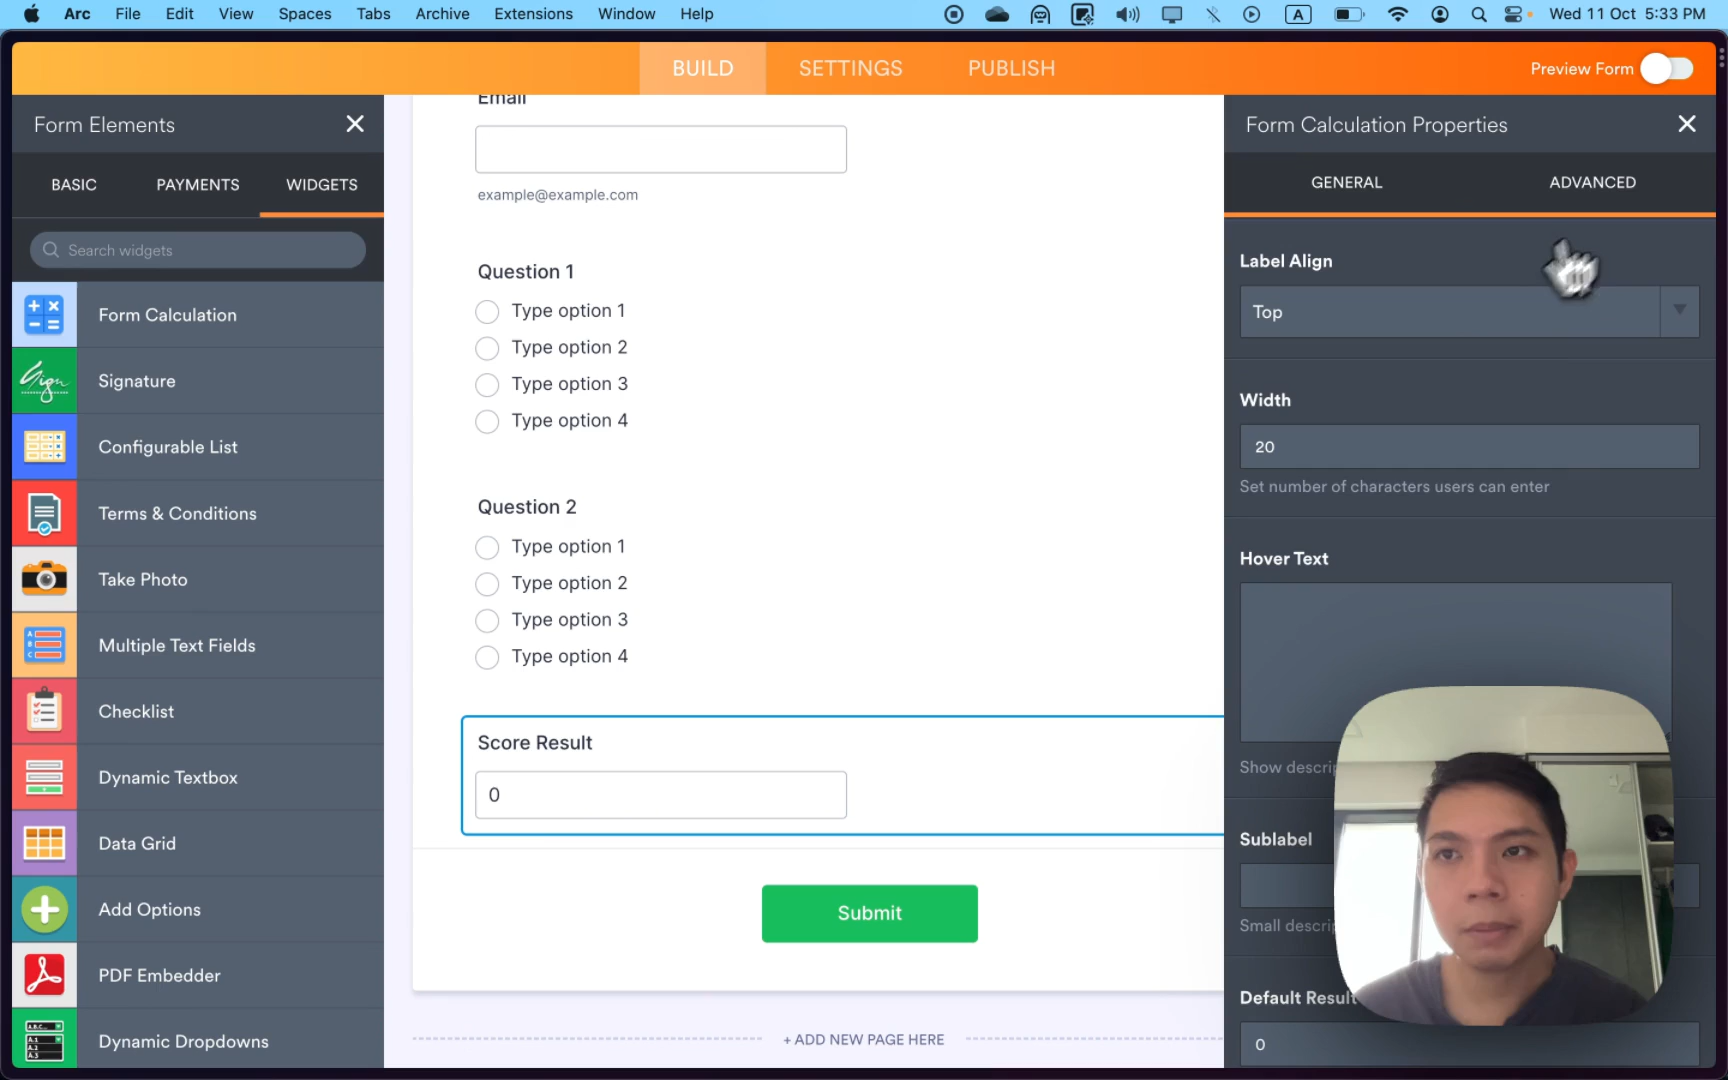 Arc File Edit View Spaces Tabs Archive Extensions Window Help A Wed 11 Oct 5:33 PM
BUILD SETTINGS PUBLISH Preview Form
Form Elements
BASIC PAYMENTS WIDGETS
Search widgets
Form Calculation
Signature
Configurable List
Terms & Conditions
Take Photo
Multiple Text Fields
Checklist
Dynamic Textbox
Data Grid
Add Options
PDF Embedder
Dynamic Dropdowns
Email
example@example.com
Question 1
Type option 1
Type option 2
Type option 3
Type option 4
Question 2
Type option 1
Type option 2
Type option 3
Type option 4
Score Result
0
Submit
+ ADD NEW PAGE HERE
Form Calculation Properties
GENERAL ADVANCED
Label Align
Top
Width
20
Set number of characters users can enter
Hover Text
Show
Sublabel
Small
Default Result
0